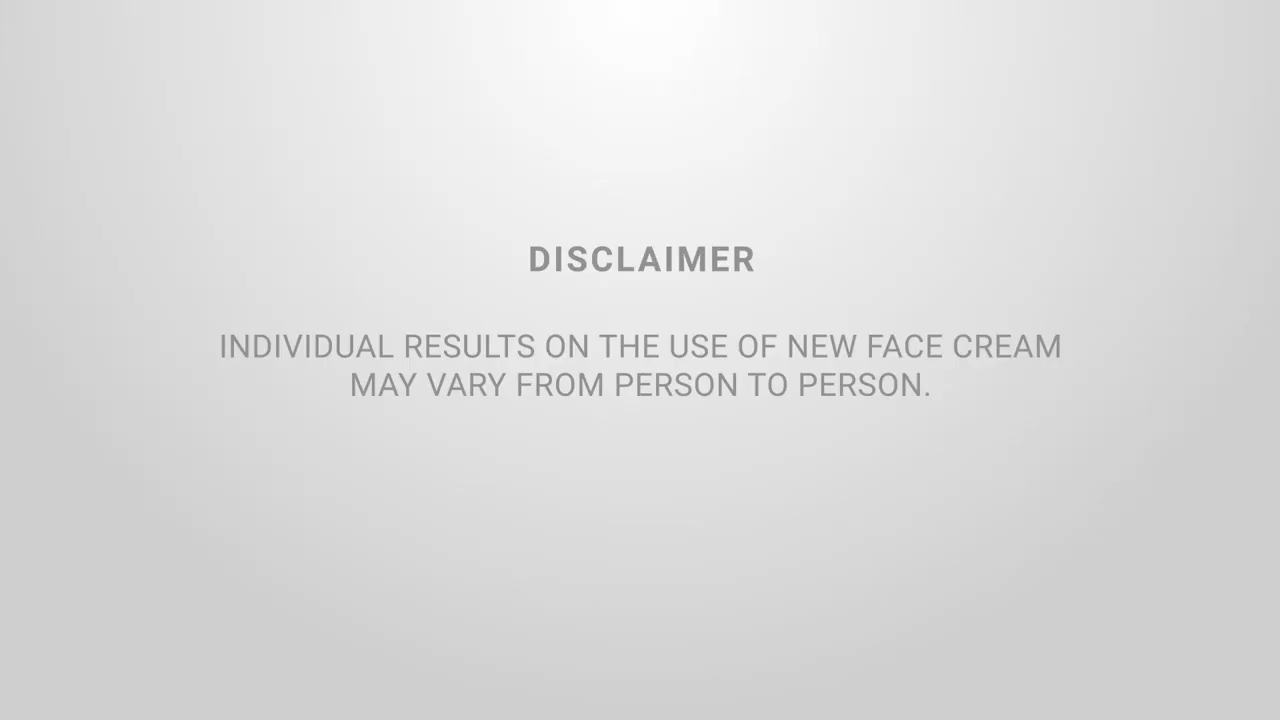 DISCLAIMER
INDIVIDUAL RESULTS ON THE USE OF NEW FACE CREAM
MAY VARY FROM PERSON TO PERSON.